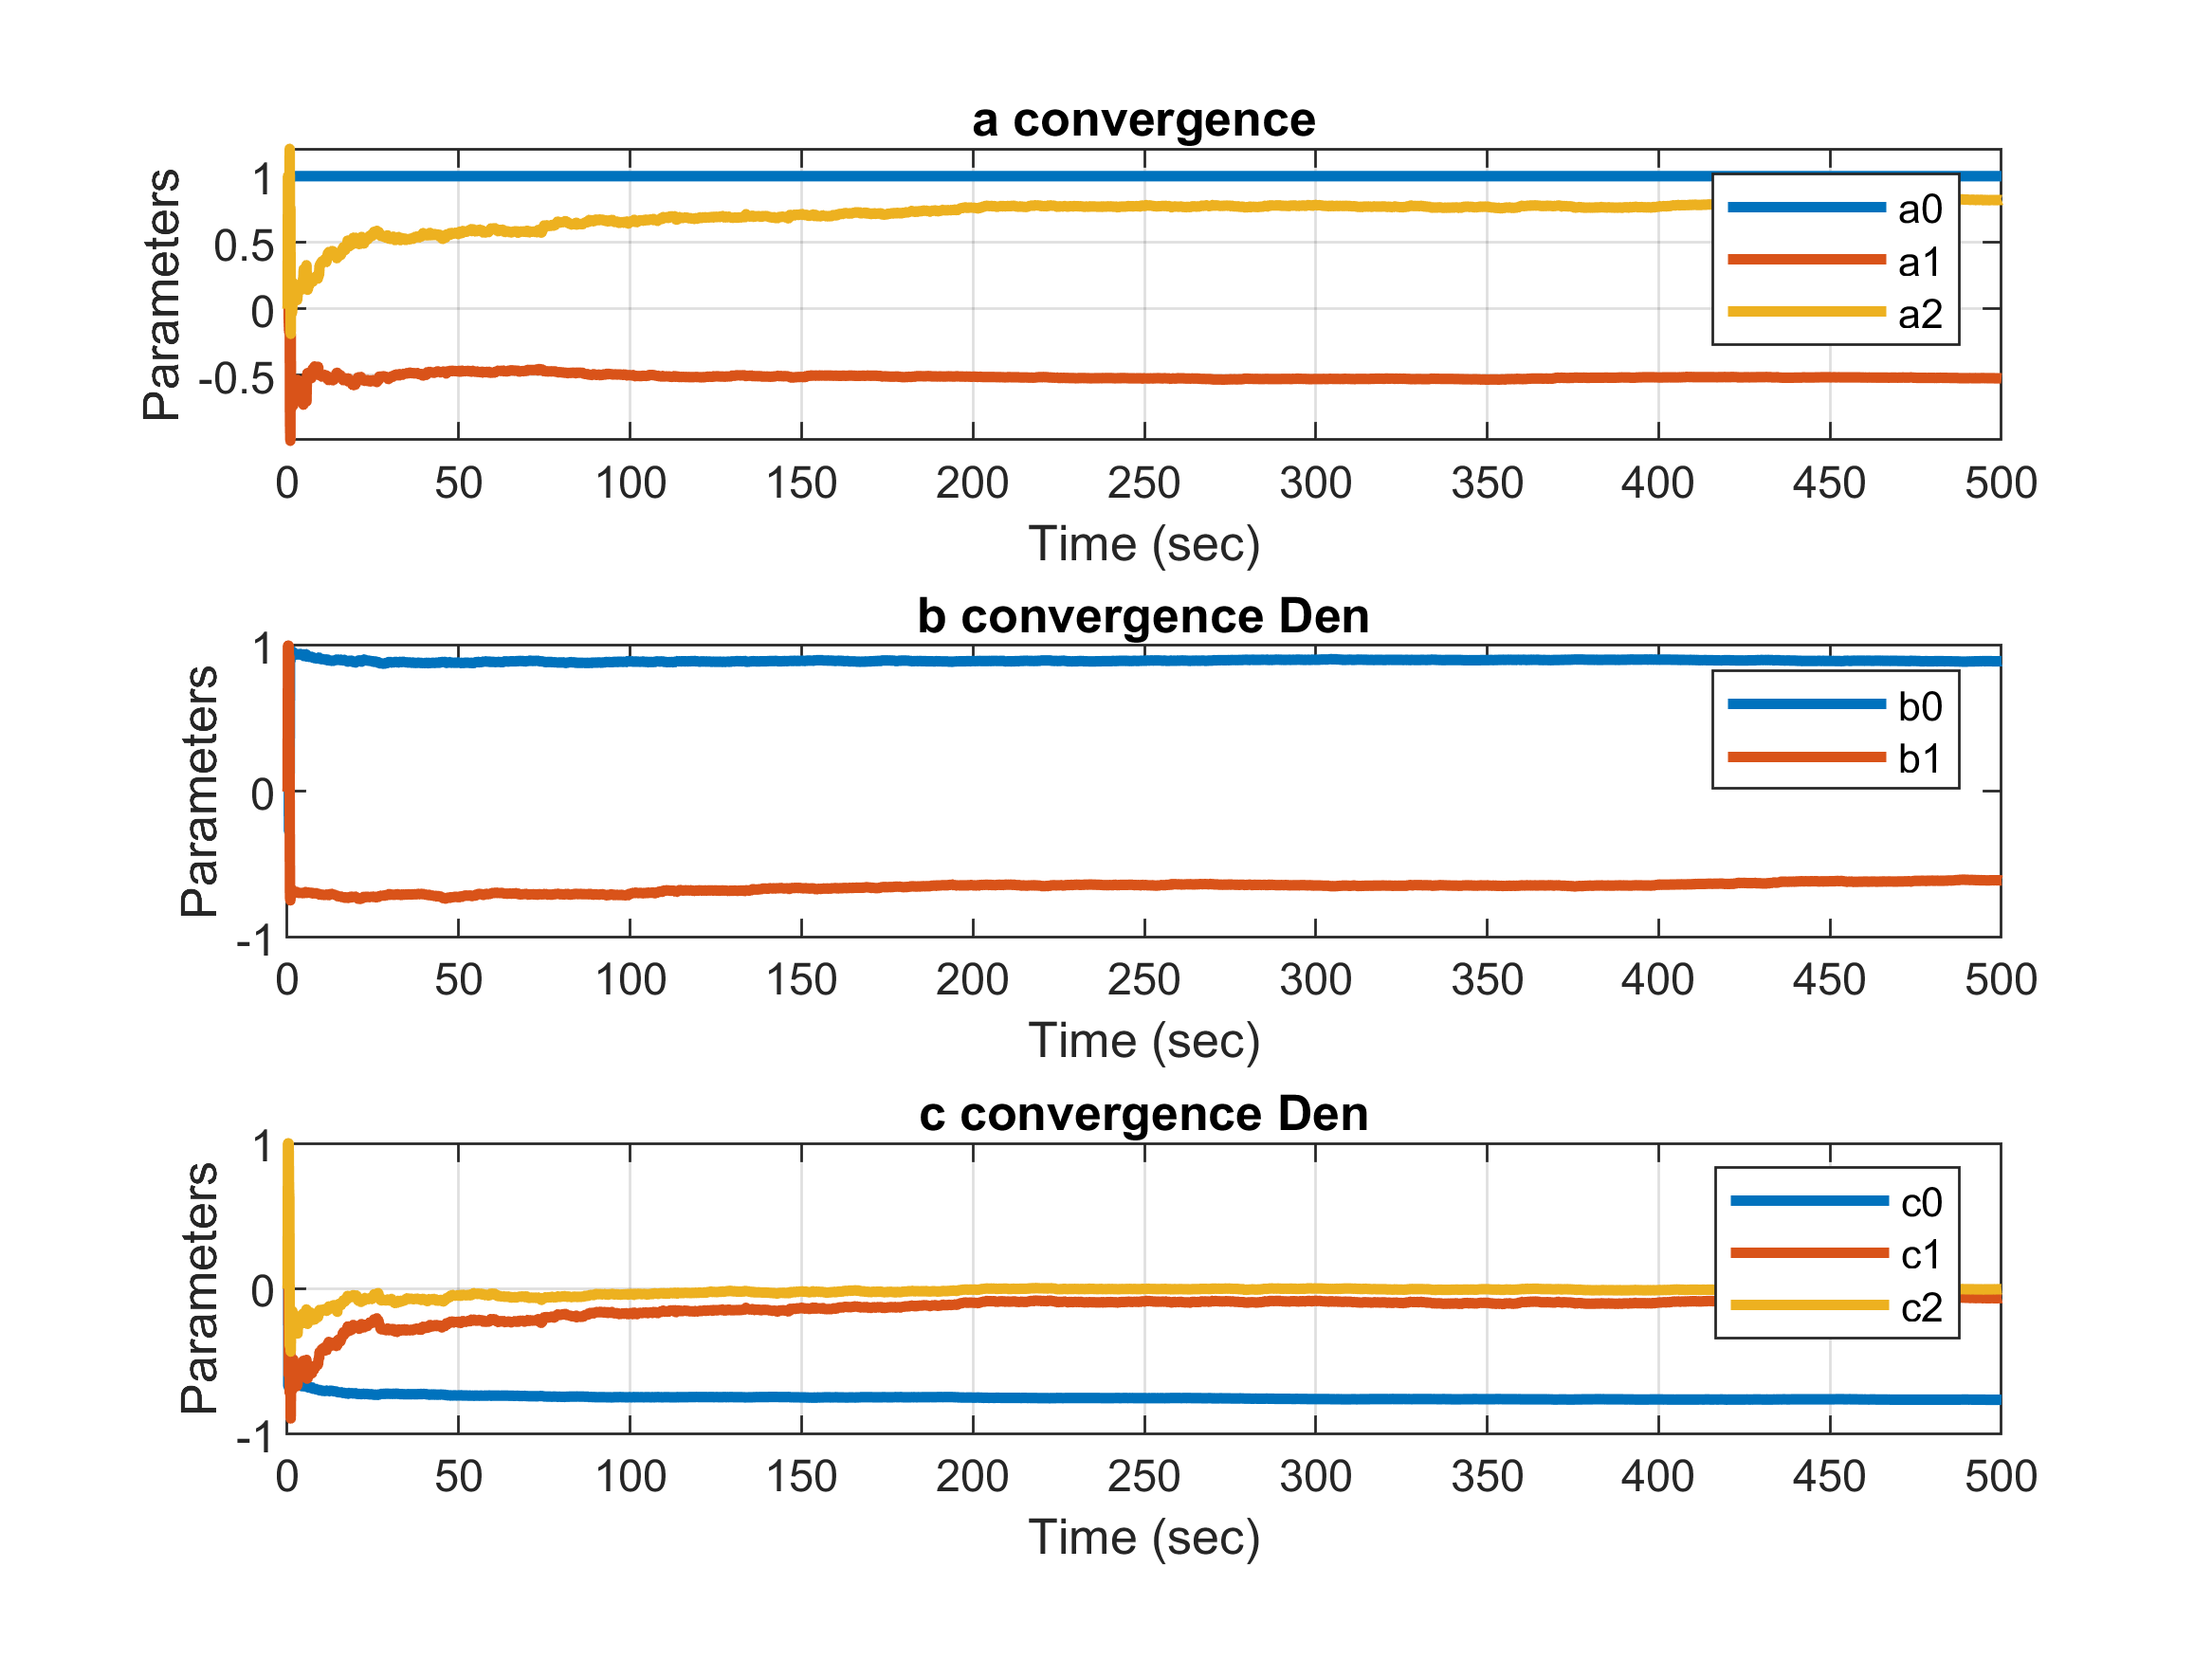 a convergence
1
0.5
0
-0.5
Parameters
a0
a1
a2
0 50 100 150 200 250 300 350 400 450 500
Time (sec)
b convergence Den
1
0
-1
Parameters
b0
b1
0 50 100 150 200 250 300 350 400 450 500
Time (sec)
c convergence Den
1
0
-1
Parameters
c0
c1
c2
0 50 100 150 200 250 300 350 400 450 500
Time (sec)